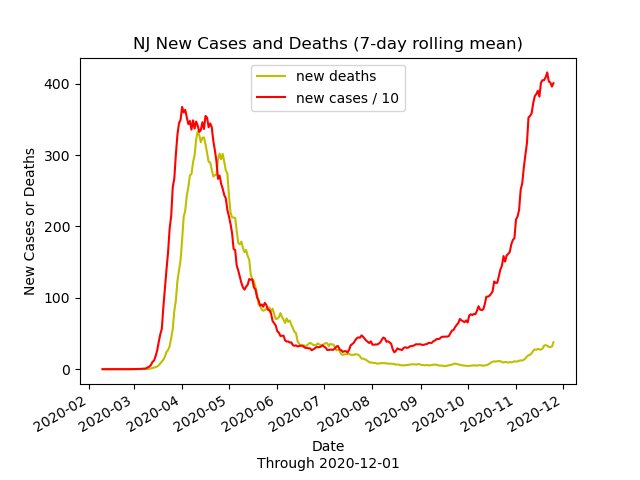 NJ New Cases and Deaths (7-day rolling mean)
new deaths
new cases / 10
400
300
200
100
0
New Cases or Deaths
2020-02
2020-03
2020-04
2020-05
2020-06
2020-07
2020-08
2020-09
2020-10
2020-11
2020-12
Date
Through 2020-12-01